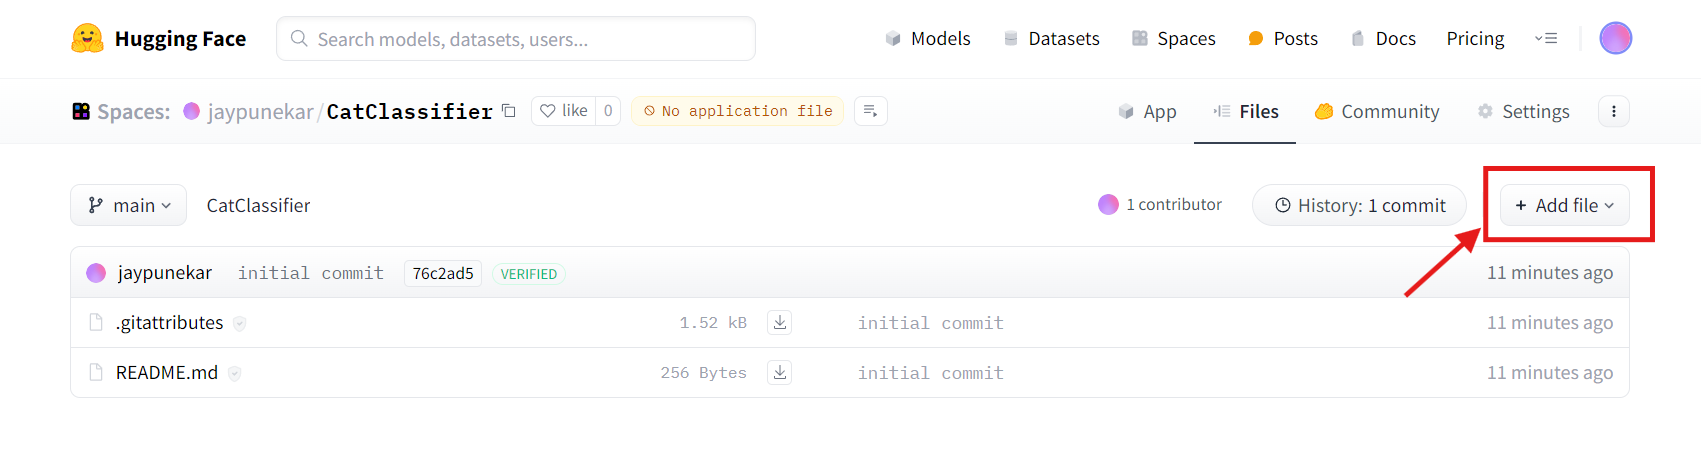 Hugging Face Search models, datasets, users... Models Datasets Spaces Posts Docs Pricing
Spaces: jaypunekar/CatClassifier like 0 No application file App Files Community Settings
main CatClassifier 1 contributor History: 1 commit + Add file
jaypunekar initial commit 76c2ad5 VERIFIED 11 minutes ago
.gitattributes 1.52 kB initial commit 11 minutes ago
README.md 256 Bytes initial commit 11 minutes ago